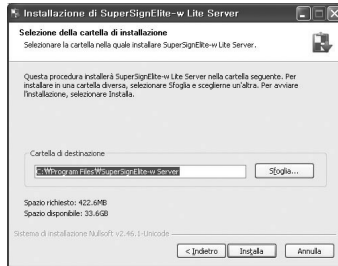 Installazione di SuperSignElite-w Lite Server
Selezione della cartella di installazione
Selezionare la cartella nella quale installare SuperSignElite-w Lite Server.
Questa procedura installerà SuperSignElite-w Lite Server nella cartella seguente. Per
installare in una cartella diversa, selezionare Sfoglia e sceglierne un'altra. Per avviare
l'installazione, selezionare Installa.
Cartella di destinazione
C:₩Program Files₩SuperSignElite-w Server
Sfoglia...
Spazio richiesto: 422.6MB
Spazio disponibile: 33.6GB
Sistema di installazione Nullsoft v2.46.1-Unicode
< Indietro
Installa
Annulla